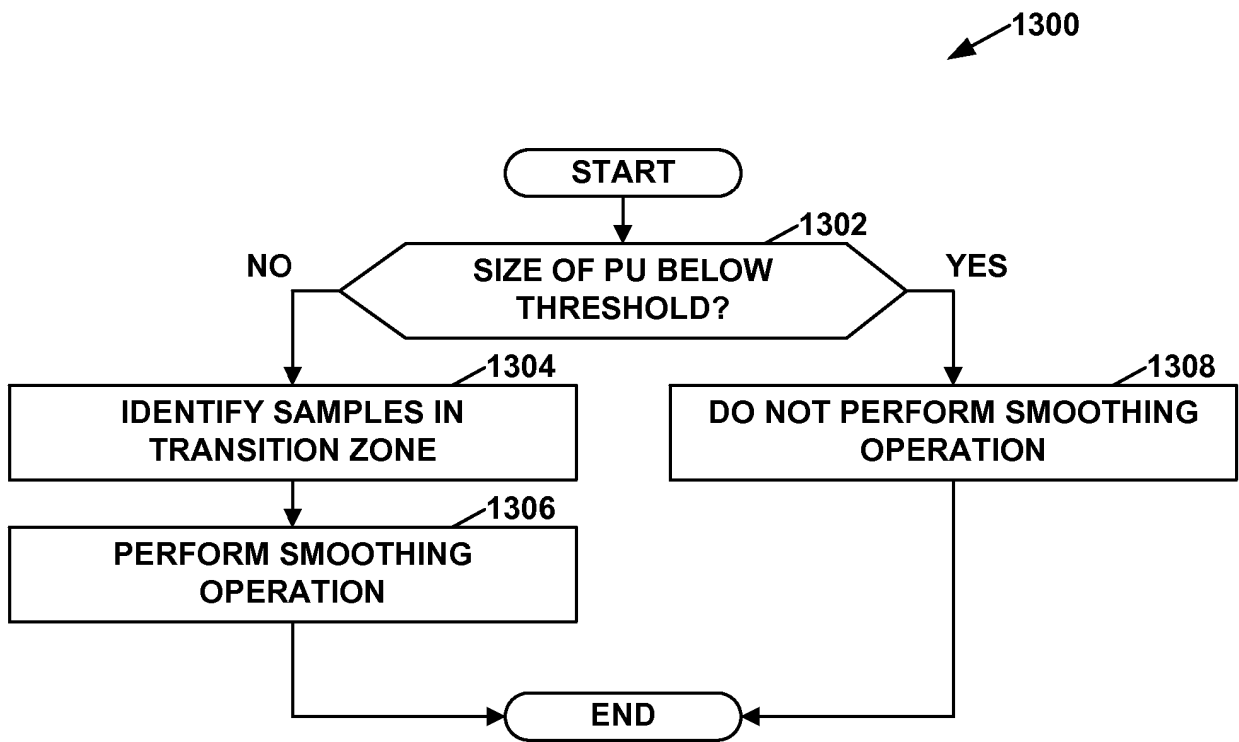 1300
START
1302
NO
SIZE OF PU BELOW
THRESHOLD?
YES
1304
IDENTIFY SAMPLES IN
TRANSITION ZONE
1308
DO NOT PERFORM SMOOTHING
OPERATION
1306
PERFORM SMOOTHING
OPERATION
END